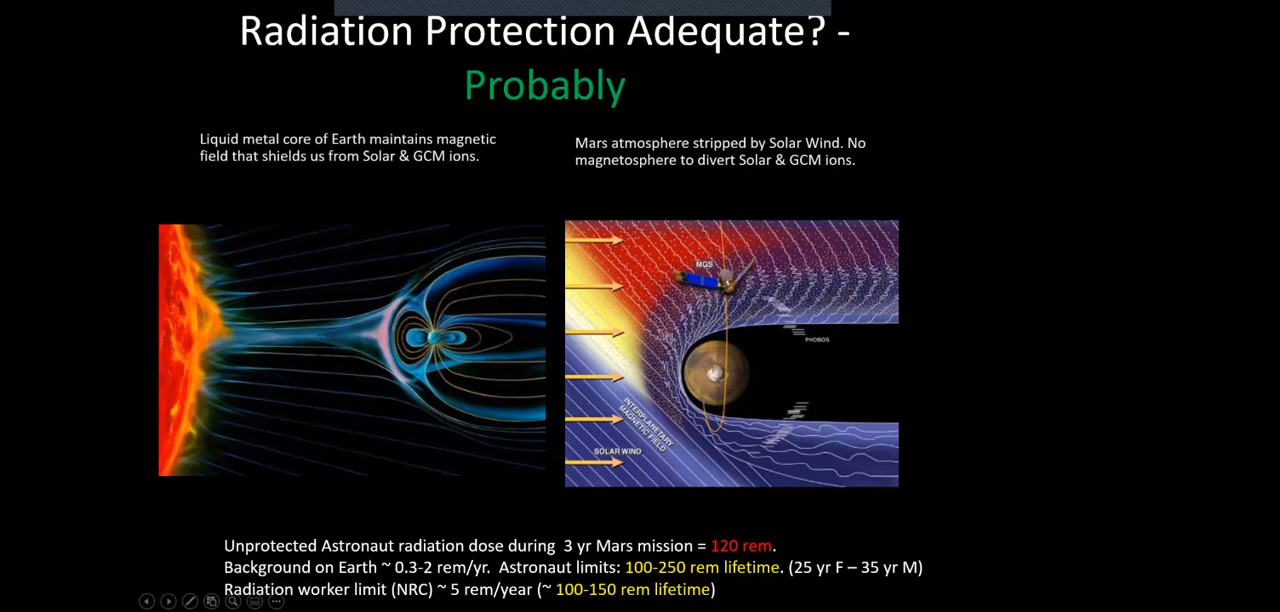 Radiation Protection Adequate? -
Probably
Liquid metal core of Earth maintains magnetic
field that shields us from Solar & GCM ions.
Mars atmosphere stripped by Solar Wind. No
magnetosphere to divert Solar & GCM ions.
MGS
PHOBOS
INTERPLANETARY
MAGNETIC FIELD
SOLAR WIND
Unprotected Astronaut radiation dose during 3 yr Mars mission = 120 rem.
Background on Earth ~ 0.3-2 rem/yr. Astronaut limits: 100-250 rem lifetime. (25 yr F – 35 yr M)
Radiation worker limit (NRC) ~ 5 rem/year (~ 100-150 rem lifetime)